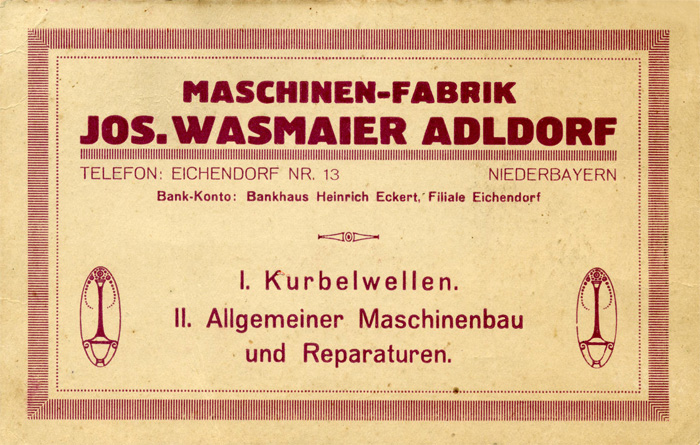 MASCHINEN-FABRIK
JOS. WASMAIER ADLDORF
TELEFON: EICHENDORF NR. 13 NIEDERBAYERN
Bank-Konto: Bankhaus Heinrich Eckert, Filiale Eichendorf
I. Kurbelwellen.
II. Allgemeiner Maschinenbau
und Reparaturen.